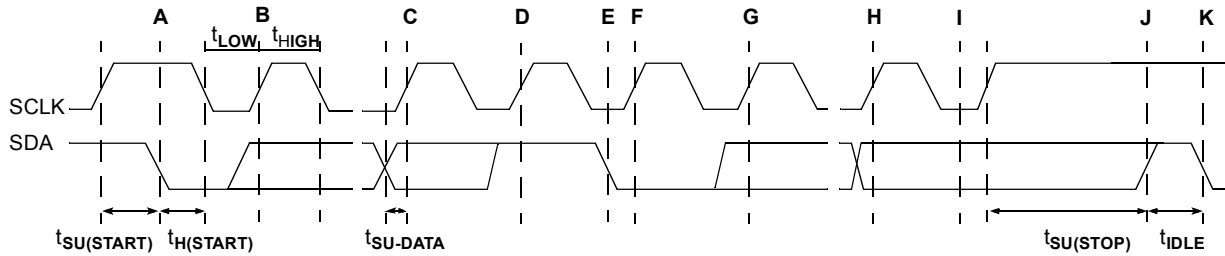 A B C D E F G H I J K
tLOW tHIGH
SCLK
SDA
tSU(START) tH(START) tSU-DATA tSU(STOP) tIDLE